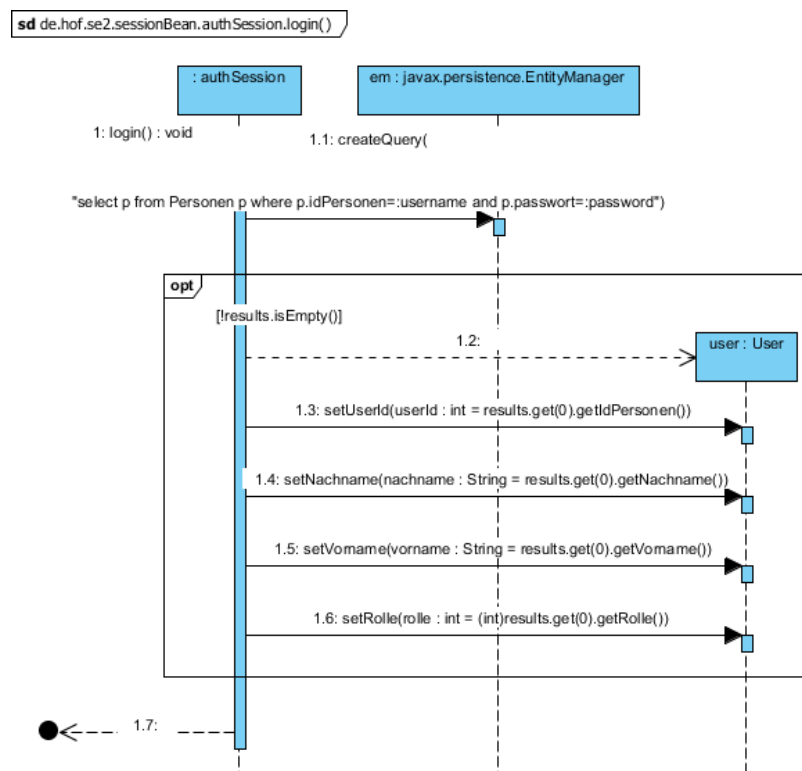 sd de.hof.se2.sessionBean.authSession.login()
: authSession
em : javax.persistence.EntityManager
1: login() : void
1.1: createQuery(
"select p from Personen p where p.idPersonen=:username and p.passwort=:password")
opt
[!results.isEmpty()]
1.2:
user : User
1.3: setUserId(userId : int = results.get(0).getIdPersonen())
1.4: setNachname(nachname : String = results.get(0).getNachname())
1.5: setVorname(vorname : String = results.get(0).getVorname())
1.6: setRolle(rolle : int = (int)results.get(0).getRolle())
1.7: